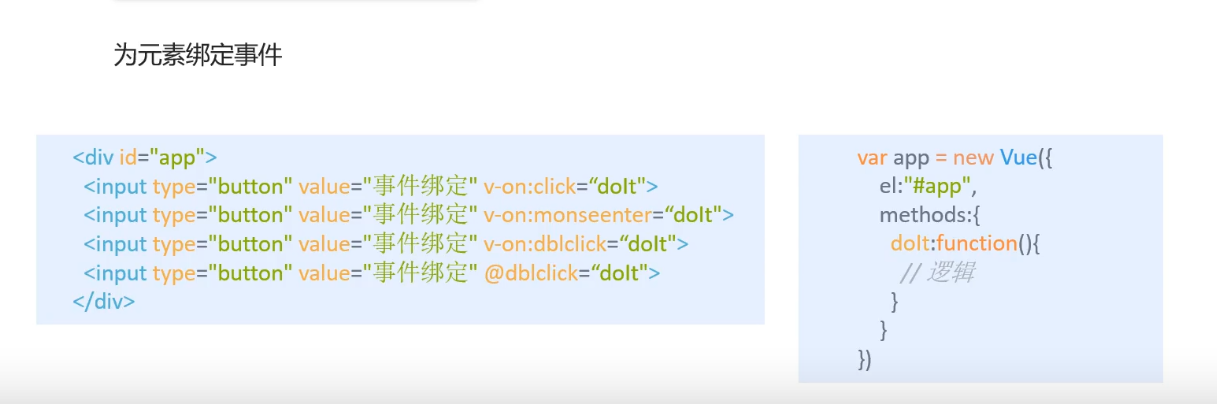 为元素绑定事件
<div id="app">
<input type="button" value="事件绑定" v-on:click=“doIt">
<input type="button" value="事件绑定" v-on:monseenter=“doIt">
<input type="button" value="事件绑定" v-on:dblclick=“doIt">
<input type="button" value="事件绑定" @dblclick=“doIt">
</div>
var app = new Vue({
el:"#app",
methods:{
doIt:function(){
// 逻辑
}
}
})